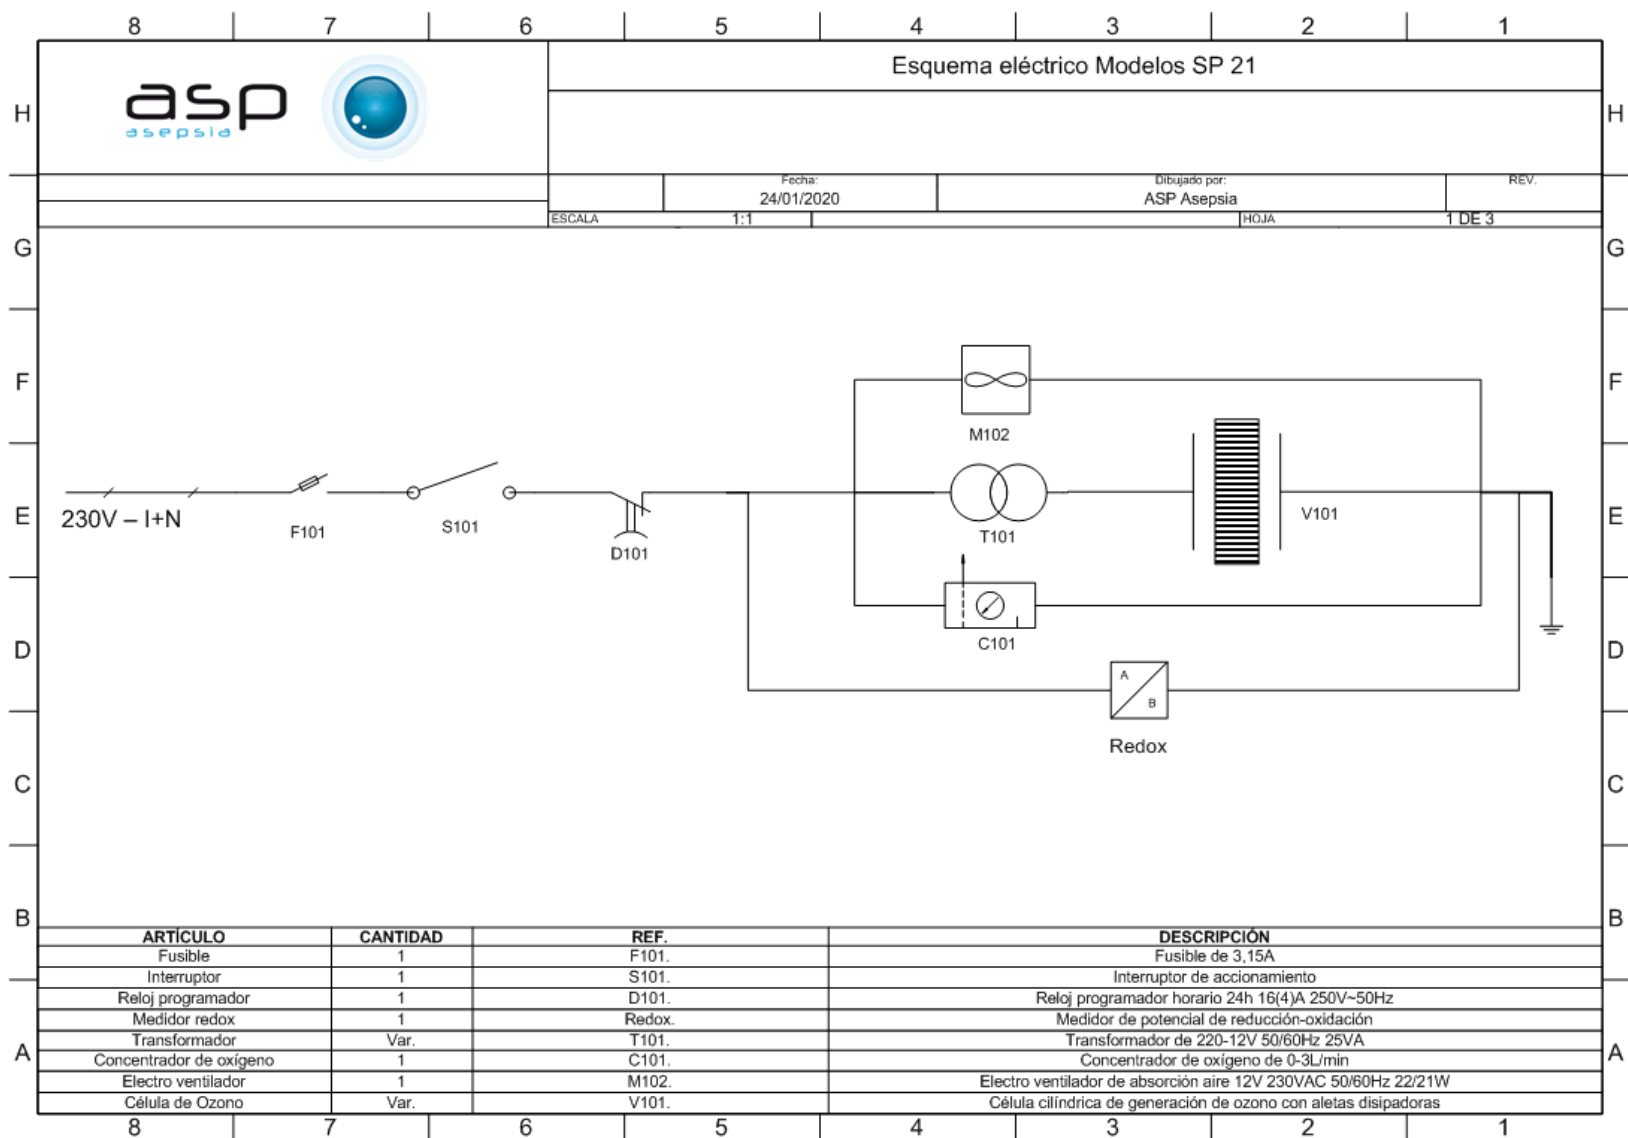 8 7 6 5 4 3 2 1
Esquema eléctrico Modelos SP 21
asp
asepsia
H H
Fecha:
24/01/2020
Dibujado por:
ASP Asepsia
REV.
ESCALA 1:1 HOJA 1 DE 3
G G
F F
M102
E E
230V – I+N
F101
S101
D101
T101
V101
C101
D D
A
B
Redox
C C
B B
ARTÍCULO CANTIDAD REF. DESCRIPCIÓN
Fusible 1 F101. Fusible de 3,15A
Interruptor 1 S101. Interruptor de accionamiento
Reloj programador 1 D101. Reloj programador horario 24h 16(4)A 250V~50Hz
Medidor redox 1 Redox. Medidor de potencial de reducción-oxidación
Transformador Var. T101. Transformador de 220-12V 50/60Hz 25VA
A A
Concentrador de oxígeno 1 C101. Concentrador de oxígeno de 0-3L/min
Electro ventilador 1 M102. Electro ventilador de absorción aire 12V 230VAC 50/60Hz 22/21W
Célula de Ozono Var. V101. Célula cilíndrica de generación de ozono con aletas disipadoras
8 7 6 5 4 3 2 1